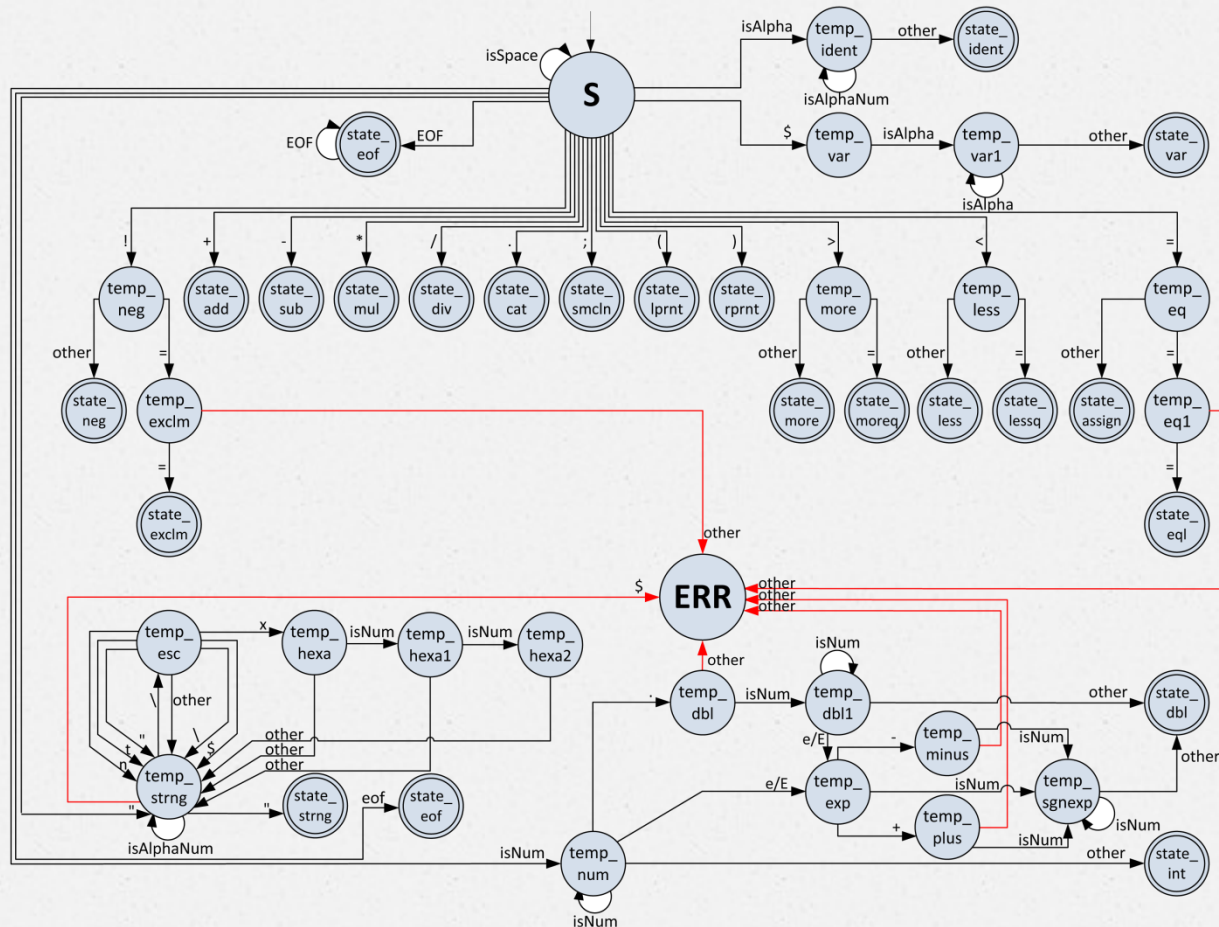 isAlpha
temp_
ident
other
state_
ident
isSpace
S
isAlphaNum
EOF
state_
eof
EOF
$
temp_
var
isAlpha
temp_
var1
other
state_
var
isAlpha
!
+
-
*
/
.
;
(
)
>
<
=
temp_
neg
state_
add
state_
sub
state_
mul
state_
div
state_
cat
state_
smcln
state_
lprnt
state_
rprnt
temp_
more
temp_
less
temp_
eq
other
=
other
=
other
=
other
=
state_
neg
temp_
exclm
state_
more
state_
moreq
state_
less
state_
lessq
state_
assign
temp_
eq1
=
=
state_
exclm
state_
eql
other
$
ERR
other
other
other
temp_
esc
x
temp_
hexa
isNum
temp_
hexa1
isNum
temp_
hexa2
other
isNum
\
other
.
temp_
dbl
isNum
temp_
dbl1
other
state_
dbl
"
\
t
$
n
other
other
other
e/E
-
temp_
minus
isNum
other
temp_
strng
"
"
state_
strng
eof
state_
eof
e/E
temp_
exp
isNum
temp_
sgnexp
+
temp_
plus
isNum
isNum
isAlphaNum
isNum
temp_
num
other
state_
int
isNum